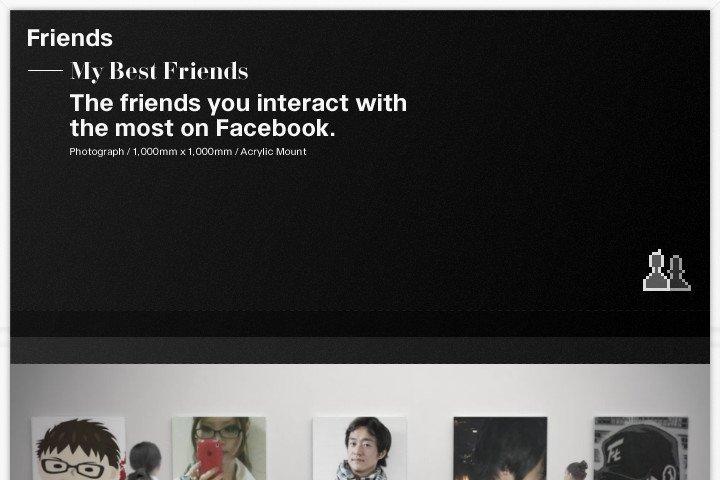 Friends
My Best Friends
The friends you interact with
the most on Facebook.
Photograph / 1,000mm x 1,000mm / Acrylic Mount